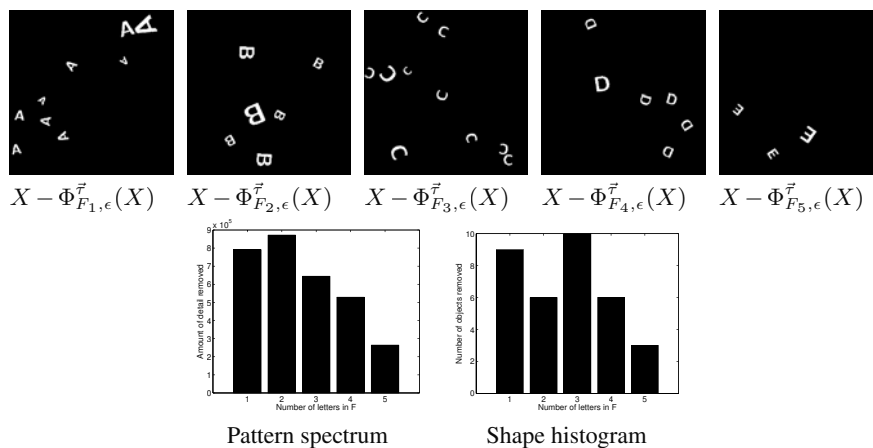 A A A A A A A A A
B B B B B B
C C C C C C C C C C
D D D D D D
E E E
X − Φ^{τ⃗}_{F₁,ϵ}(X)
X − Φ^{τ⃗}_{F₂,ϵ}(X)
X − Φ^{τ⃗}_{F₃,ϵ}(X)
X − Φ^{τ⃗}_{F₄,ϵ}(X)
X − Φ^{τ⃗}_{F₅,ϵ}(X)
x 10⁵
9
8
7
6
5
4
3
2
1
0
Amount of detail removed
1 2 3 4 5
Number of letters in F
Pattern spectrum
10
8
6
4
2
0
Number of objects removed
1 2 3 4 5
Number of letters in F
Shape histogram